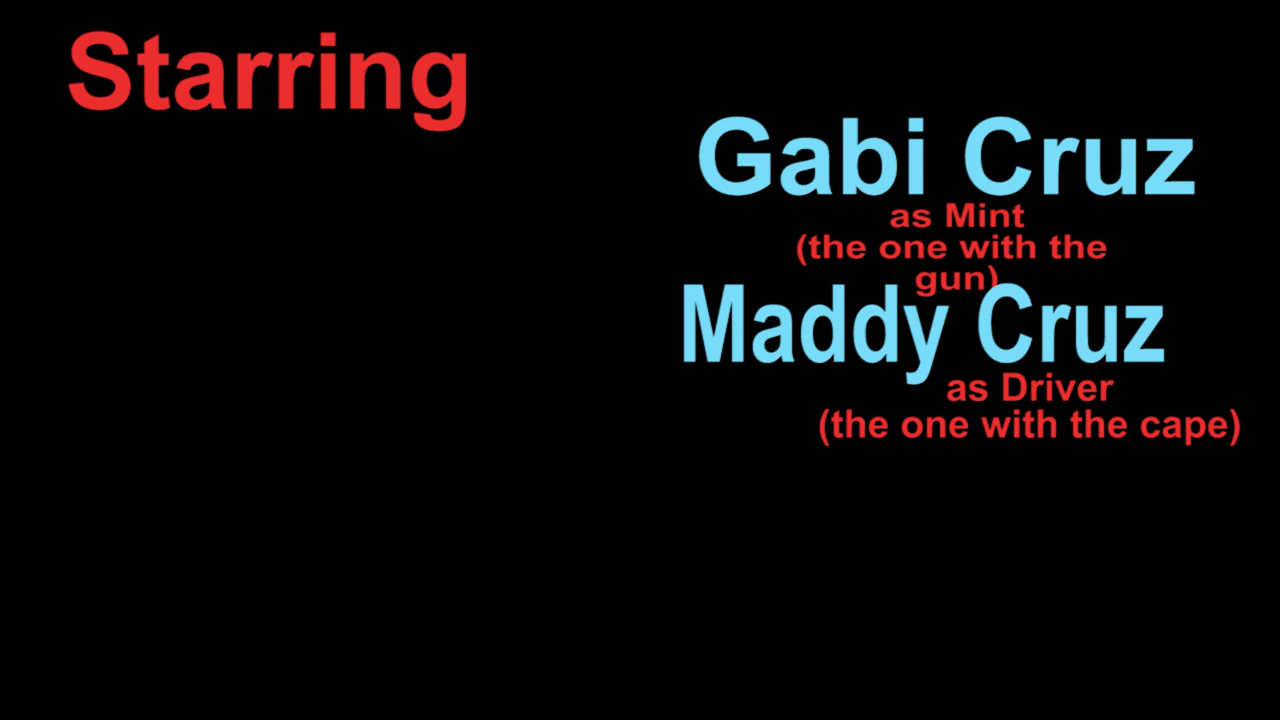 Starring
Gabi Cruz
as Mint
(the one with the
gun)
Maddy Cruz
as Driver
(the one with the cape)